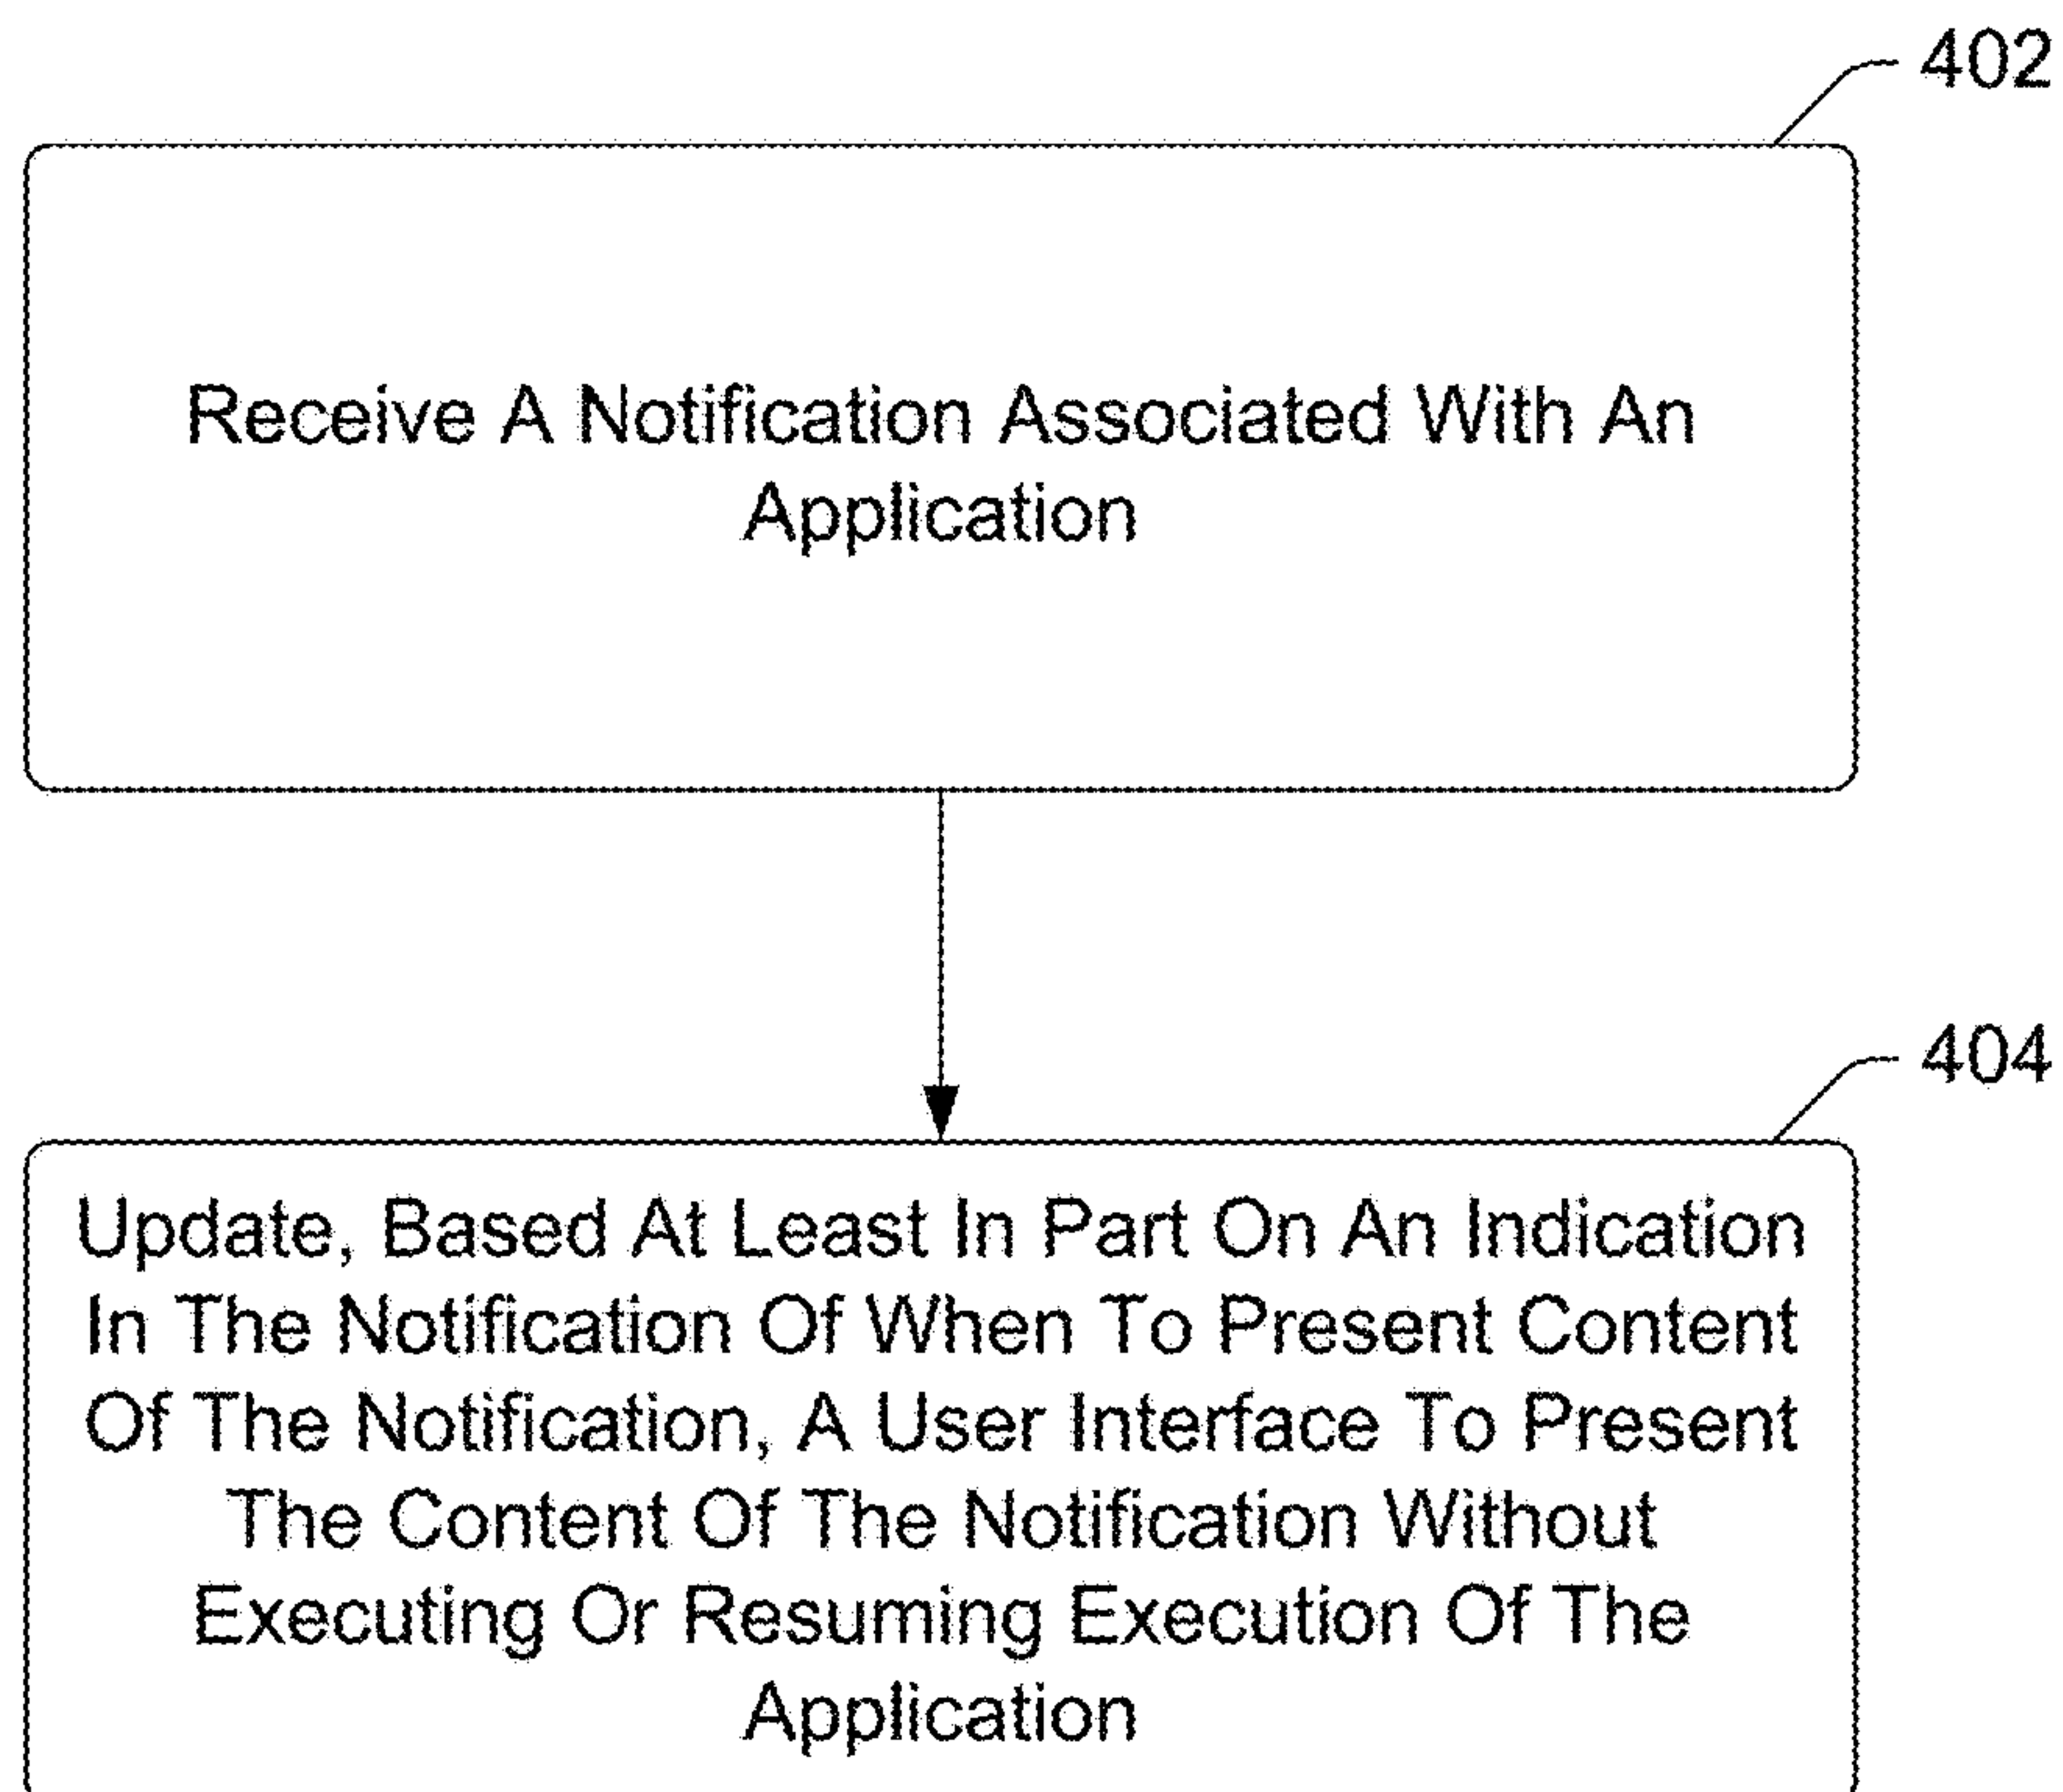 402
Receive A Notification Associated With An
Application
404
Update, Based At Least In Part On An Indication
In The Notification Of When To Present Content
Of The Notification, A User Interface To Present
The Content Of The Notification Without
Executing Or Resuming Execution Of The
Application